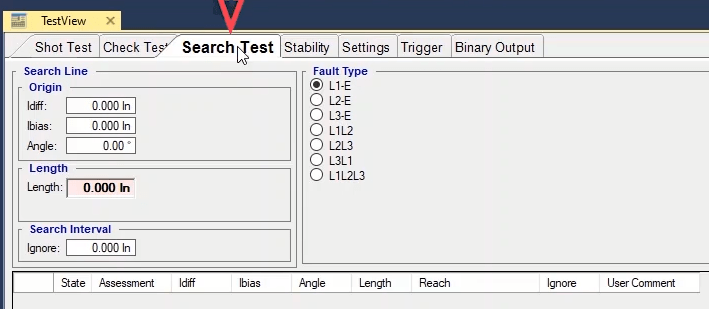 TestView
Shot Test Check Test Search Test Stability Settings Trigger Binary Output
Search Line
Origin
Idiff: 0.000 In
Ibias: 0.000 In
Angle: 0.00 °
Length
Length: 0.000 In
Search Interval
Ignore: 0.000 In
Fault Type
L1-E
L2-E
L3-E
L1L2
L2L3
L3L1
L1L2L3
State Assessment Idiff Ibias Angle Length Reach Ignore User Comment